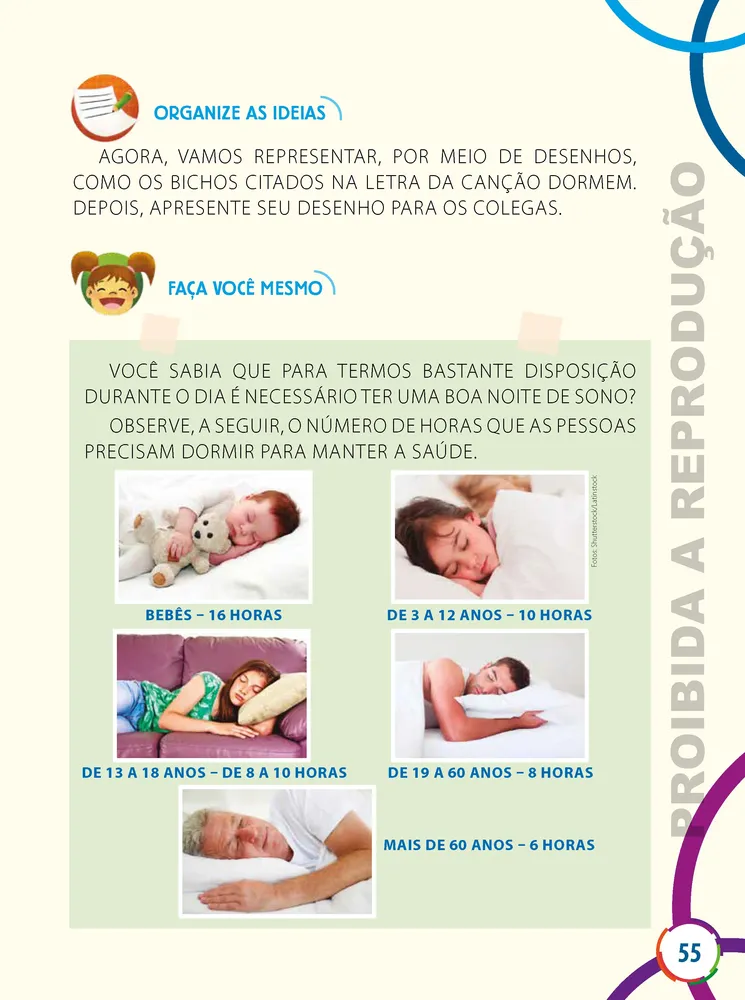 ORGANIZE AS IDEIAS
AGORA, VAMOS REPRESENTAR, POR MEIO DE DESENHOS,
COMO OS BICHOS CITADOS NA LETRA DA CANÇÃO DORMEM.
DEPOIS, APRESENTE SEU DESENHO PARA OS COLEGAS.
FAÇA VOCÊ MESMO
VOCÊ SABIA QUE PARA TERMOS BASTANTE DISPOSIÇÃO
DURANTE O DIA É NECESSÁRIO TER UMA BOA NOITE DE SONO?
OBSERVE, A SEGUIR, O NÚMERO DE HORAS QUE AS PESSOAS
PRECISAM DORMIR PARA MANTER A SAÚDE.
Fotos: Shutterstock/Latinstock
BEBÊS – 16 HORAS
DE 3 A 12 ANOS – 10 HORAS
DE 13 A 18 ANOS – DE 8 A 10 HORAS
DE 19 A 60 ANOS – 8 HORAS
MAIS DE 60 ANOS – 6 HORAS
PROIBIDA A REPRODUÇÃO
55